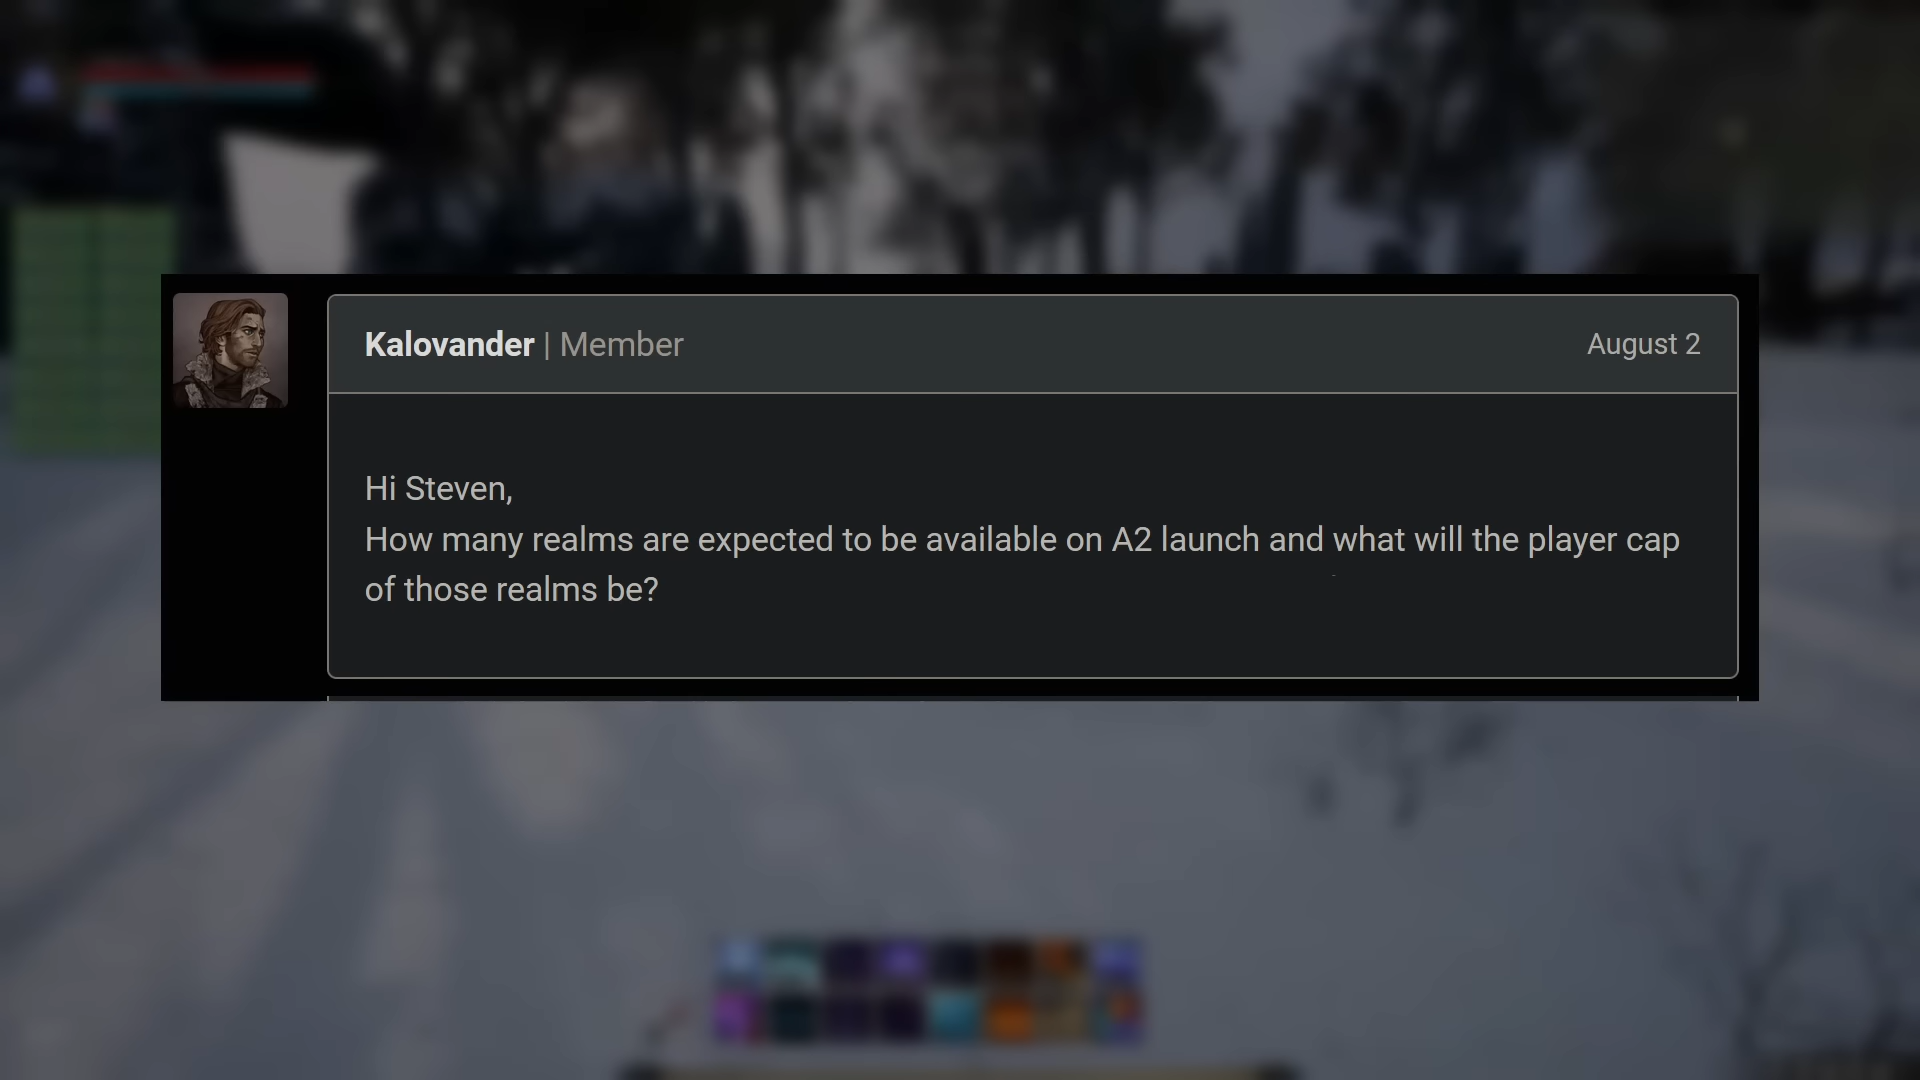 Kalovander | Member
August 2
Hi Steven,
How many realms are expected to be available on A2 launch and what will the player cap
of those realms be?